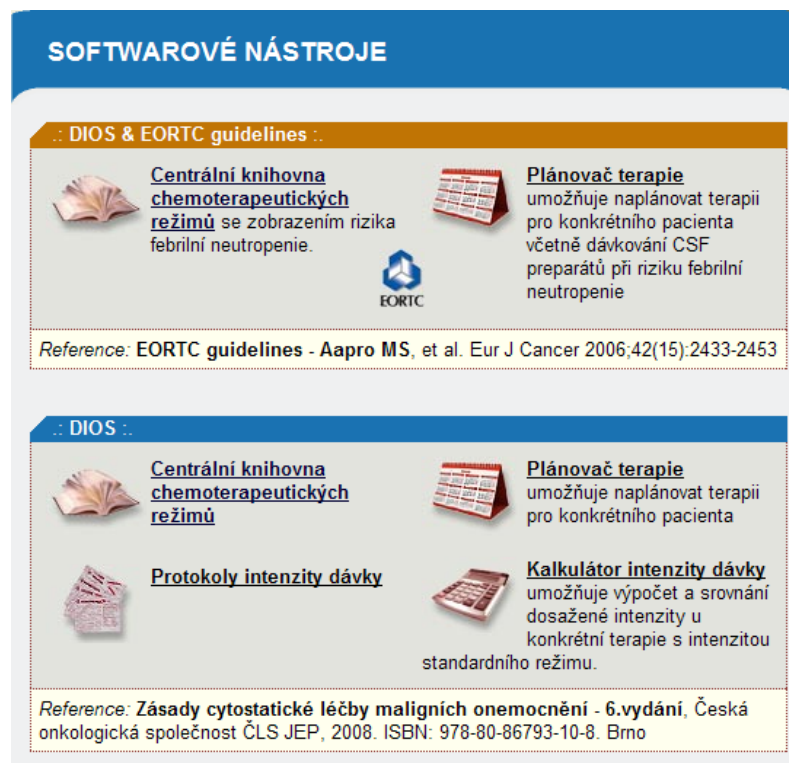 SOFTWAROVÉ NÁSTROJE
.: DIOS & EORTC guidelines :.
Centrální knihovna
chemoterapeutických
režimů se zobrazením rizika
febrilní neutropenie.
EORTC
Plánovač terapie
umožňuje naplánovat terapii
pro konkrétního pacienta
včetně dávkování CSF
preparátů při riziku febrilní
neutropenie
Reference: EORTC guidelines - Aapro MS, et al. Eur J Cancer 2006;42(15):2433-2453
.: DIOS :.
Centrální knihovna
chemoterapeutických
režimů
Plánovač terapie
umožňuje naplánovat terapii
pro konkrétního pacienta
Protokoly intenzity dávky
Kalkulátor intenzity dávky
umožňuje výpočet a srovnání
dosažené intenzity u
konkrétní terapie s intenzitou
standardního režimu.
Reference: Zásady cytostatické léčby maligních onemocnění - 6.vydání, Česká
onkologická společnost ČLS JEP, 2008. ISBN: 978-80-86793-10-8. Brno